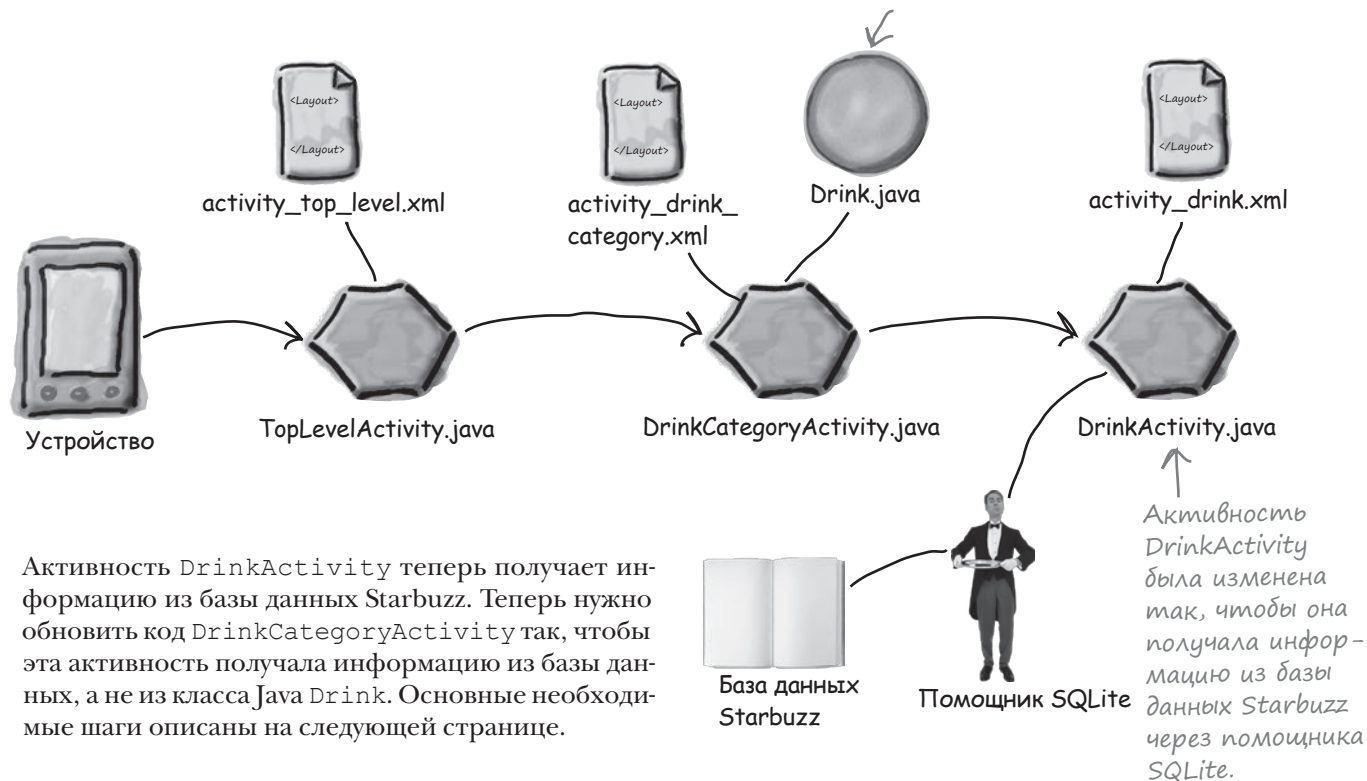 <Layout>
</Layout>
activity_top_level.xml
<Layout>
</Layout>
activity_drink_
category.xml
Drink.java
<Layout>
</Layout>
activity_drink.xml
Устройство
TopLevelActivity.java
DrinkCategoryActivity.java
DrinkActivity.java
Активность DrinkActivity теперь получает ин-
формацию из базы данных Starbuzz. Теперь нужно
обновить код DrinkCategoryActivity так, чтобы
эта активность получала информацию из базы дан-
ных, а не из класса Java Drink. Основные необходи-
мые шаги описаны на следующей странице.
База данных
Starbuzz
Помощник SQLite
Активность
DrinkActivity
была изменена
так, чтобы она
получала инфор-
мацию из базы
данных Starbuzz
через помощника
SQLite.